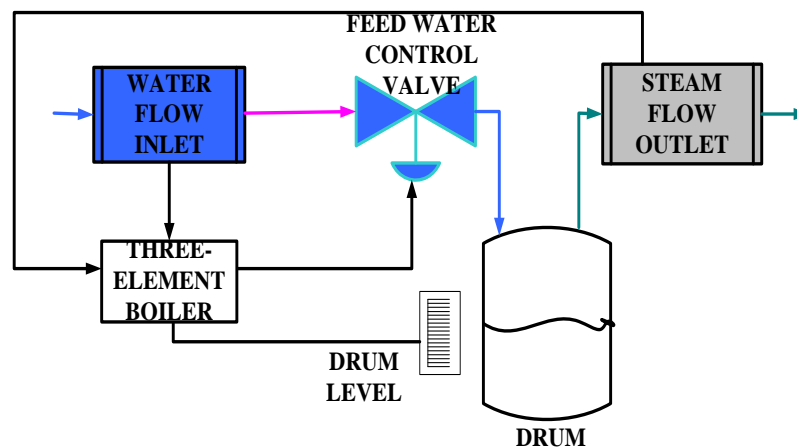 FEED WATER
CONTROL
VALVE
WATER
FLOW
INLET
STEAM
FLOW
OUTLET
THREE-
ELEMENT
BOILER
DRUM
LEVEL
DRUM